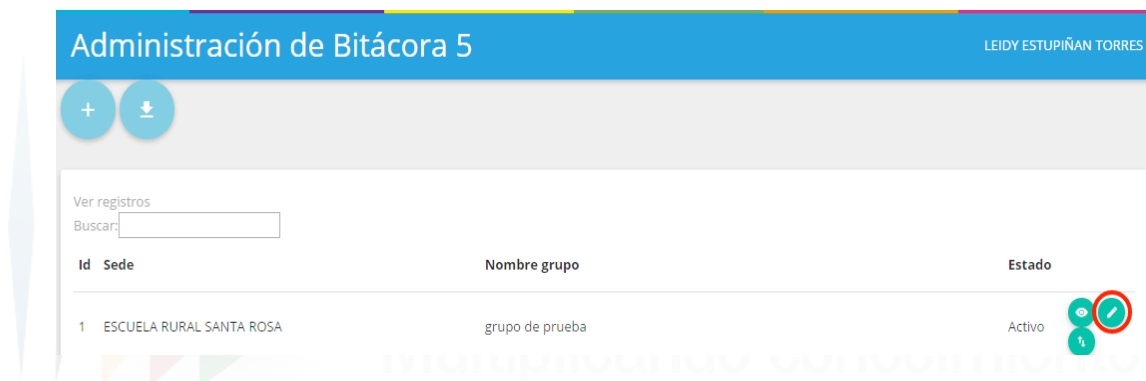 Administración de Bitácora 5
LEIDY ESTUPIÑAN TORRES
Ver registros
Buscar:
Id Sede Nombre grupo Estado
1 ESCUELA RURAL SANTA ROSA grupo de prueba Activo